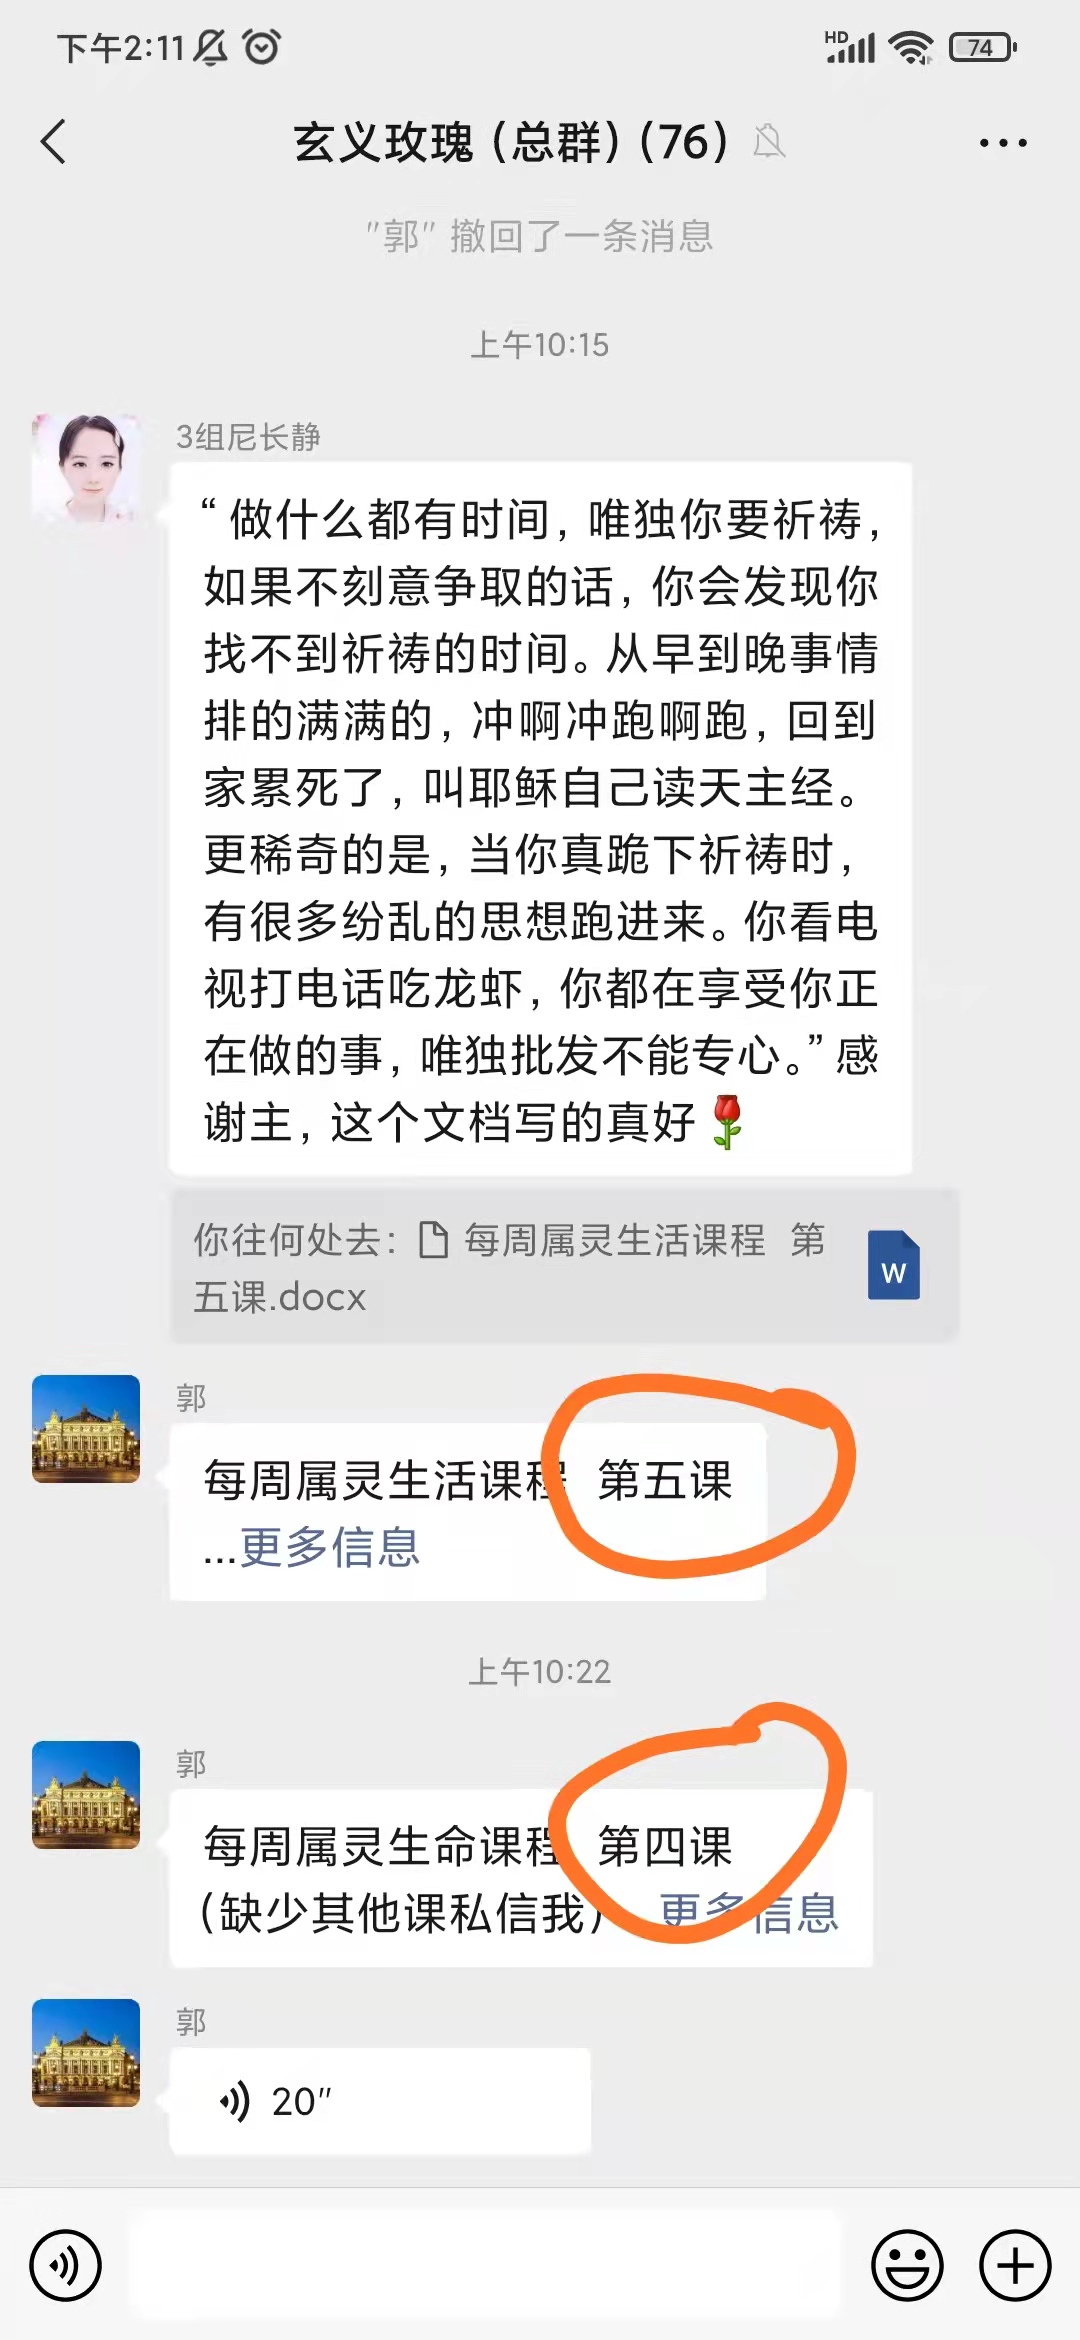 下午2:11
HD
74
玄义玫瑰（总群）（76）
"郭" 撤回了一条消息
上午10:15
3组尼长静
“做什么都有时间，唯独你要祈祷，
如果不刻意争取的话，你会发现你
找不到祈祷的时间。从早到晚事情
排的满满的，冲啊冲跑啊跑，回到
家累死了，叫耶稣自己读天主经。
更稀奇的是，当你真跪下祈祷时，
有很多纷乱的思想跑进来。你看电
视打电话吃龙虾，你都在享受你正
在做的事，唯独批发不能专心。”感
谢主，这个文档写的真好
你往何处去：每周属灵生活课程 第
五课.docx
W
郭
每周属灵生活课程 第五课
...更多信息
上午10:22
郭
每周属灵生命课程 第四课
（缺少其他课私信我） 更多信息
郭
20"